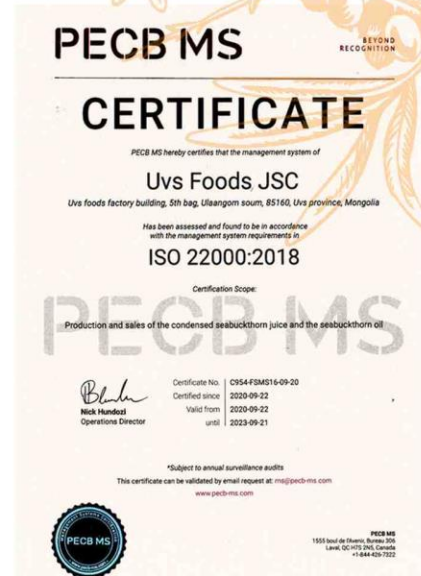 PECB MS
BEYOND
RECOGNITION
CERTIFICATE
PECB MS hereby certifies that the management system of
Uvs Foods JSC
Uvs foods factory building, 5th bag, Ulaangom soum, 85160, Uvs province, Mongolia
Has been assessed and found to be in accordance
with the management system requirements in
ISO 22000:2018
Certification Scope:
PECB MS
Production and sales of the condensed seabuckthorn juice and the seabuckthorn oil
Nick Hundozi
Operations Director
Certificate No. C954-FSMS16-09-20
Certified since 2020-09-22
Valid from 2020-09-22
until 2023-09-21
*Subject to annual surveillance audits
This certificate can be validated by email request at: ms@pecb-ms.com
www.pecb-ms.com
PECB MS
PECB MS
1555 boul de l'Avenir, Bureau 306
Laval, QC H7S 2N5, Canada
+1-844-426-7322